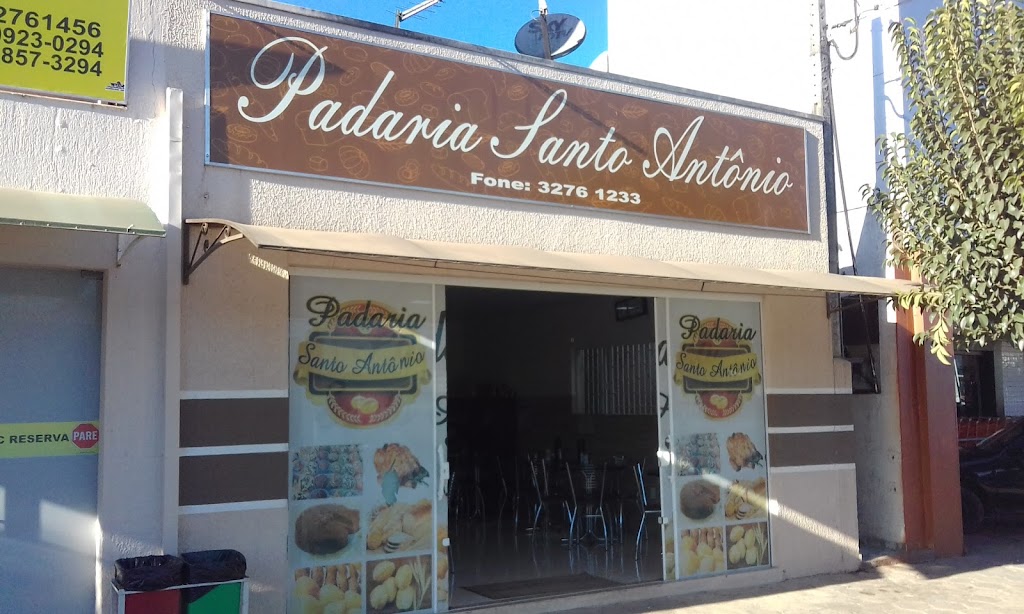 2761456
9923-0294
857-3294
Padaria Santo Antônio
Fone: 3276 1233
Padaria
Santo Antônio
Padaria
Santo Antônio
C RESERVA PARE